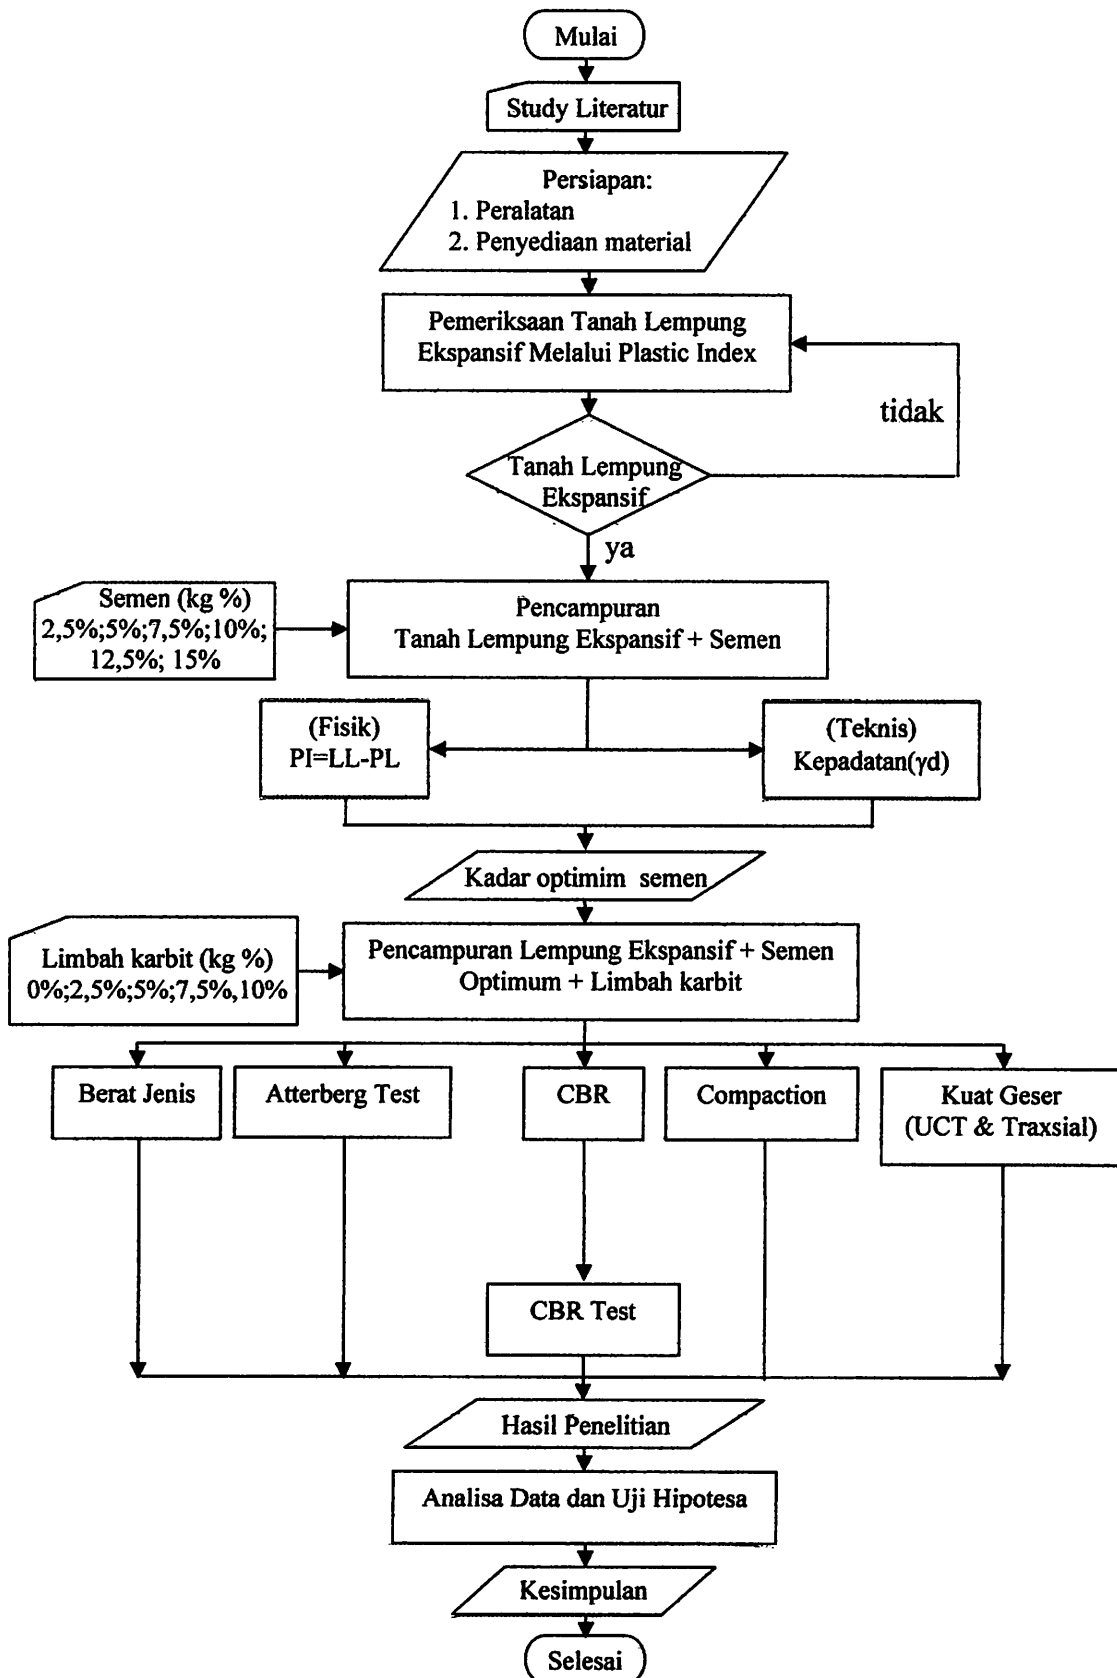 Mulai
Study Literatur
Persiapan:
1. Peralatan
2. Penyediaan material
Pemeriksaan Tanah Lempung
Ekspansif Melalui Plastic Index
tidak
Tanah Lempung
Ekspansif
ya
Semen (kg %)
2,5%;5%;7,5%;10%;
12,5%; 15%
Pencampuran
Tanah Lempung Ekspansif + Semen
(Fisik)
PI=LL-PL
(Teknis)
Kepadatan(γd)
Kadar optimim semen
Limbah karbit (kg %)
0%;2,5%;5%;7,5%,10%
Pencampuran Lempung Ekspansif + Semen
Optimum + Limbah karbit
Berat Jenis
Atterberg Test
CBR
Compaction
Kuat Geser
(UCT & Traxsial)
CBR Test
Hasil Penelitian
Analisa Data dan Uji Hipotesa
Kesimpulan
Selesai